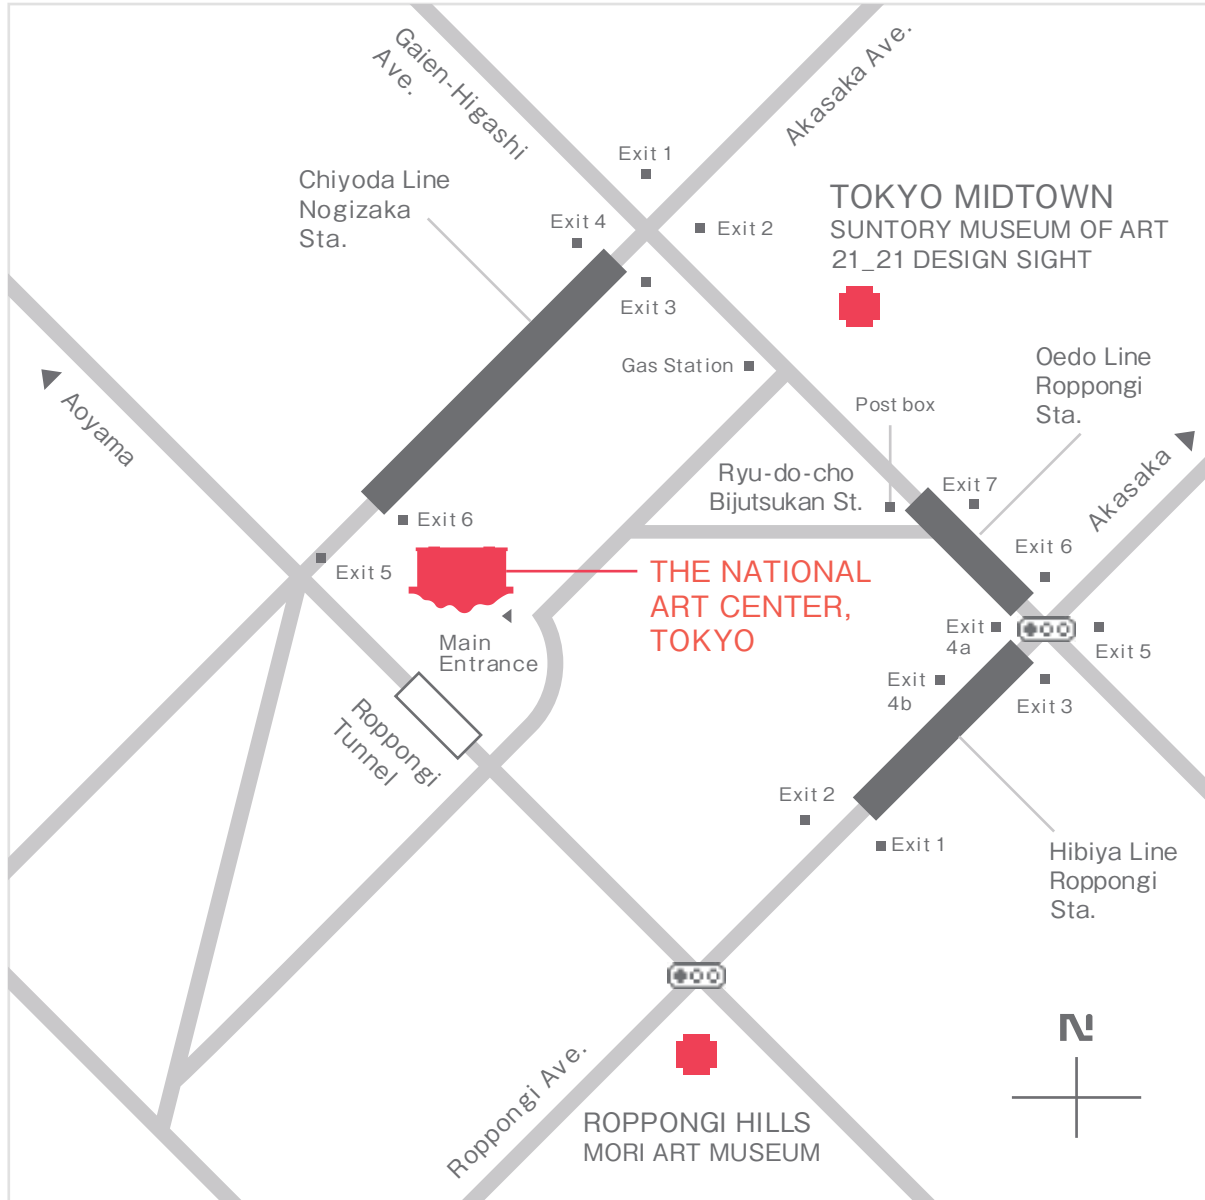 Gaien-Higashi
Ave.
Akasaka Ave.
Exit 1
Chiyoda Line
Nogizaka
Sta.
Exit 4
Exit 2
TOKYO MIDTOWN
SUNTORY MUSEUM OF ART
21_21 DESIGN SIGHT
Exit 3
Gas Station
Oedo Line
Roppongi
Sta.
Aoyama
Post box
Ryu-do-cho
Bijutsukan St.
Exit 7
Akasaka
Exit 6
Exit 6
Exit 5
THE NATIONAL
ART CENTER,
TOKYO
Main
Entrance
Exit
4a
Exit 5
Exit
4b
Exit 3
Roppongi
Tunnel
Exit 2
Exit 1
Hibiya Line
Roppongi
Sta.
N
Roppongi Ave.
ROPPONGI HILLS
MORI ART MUSEUM